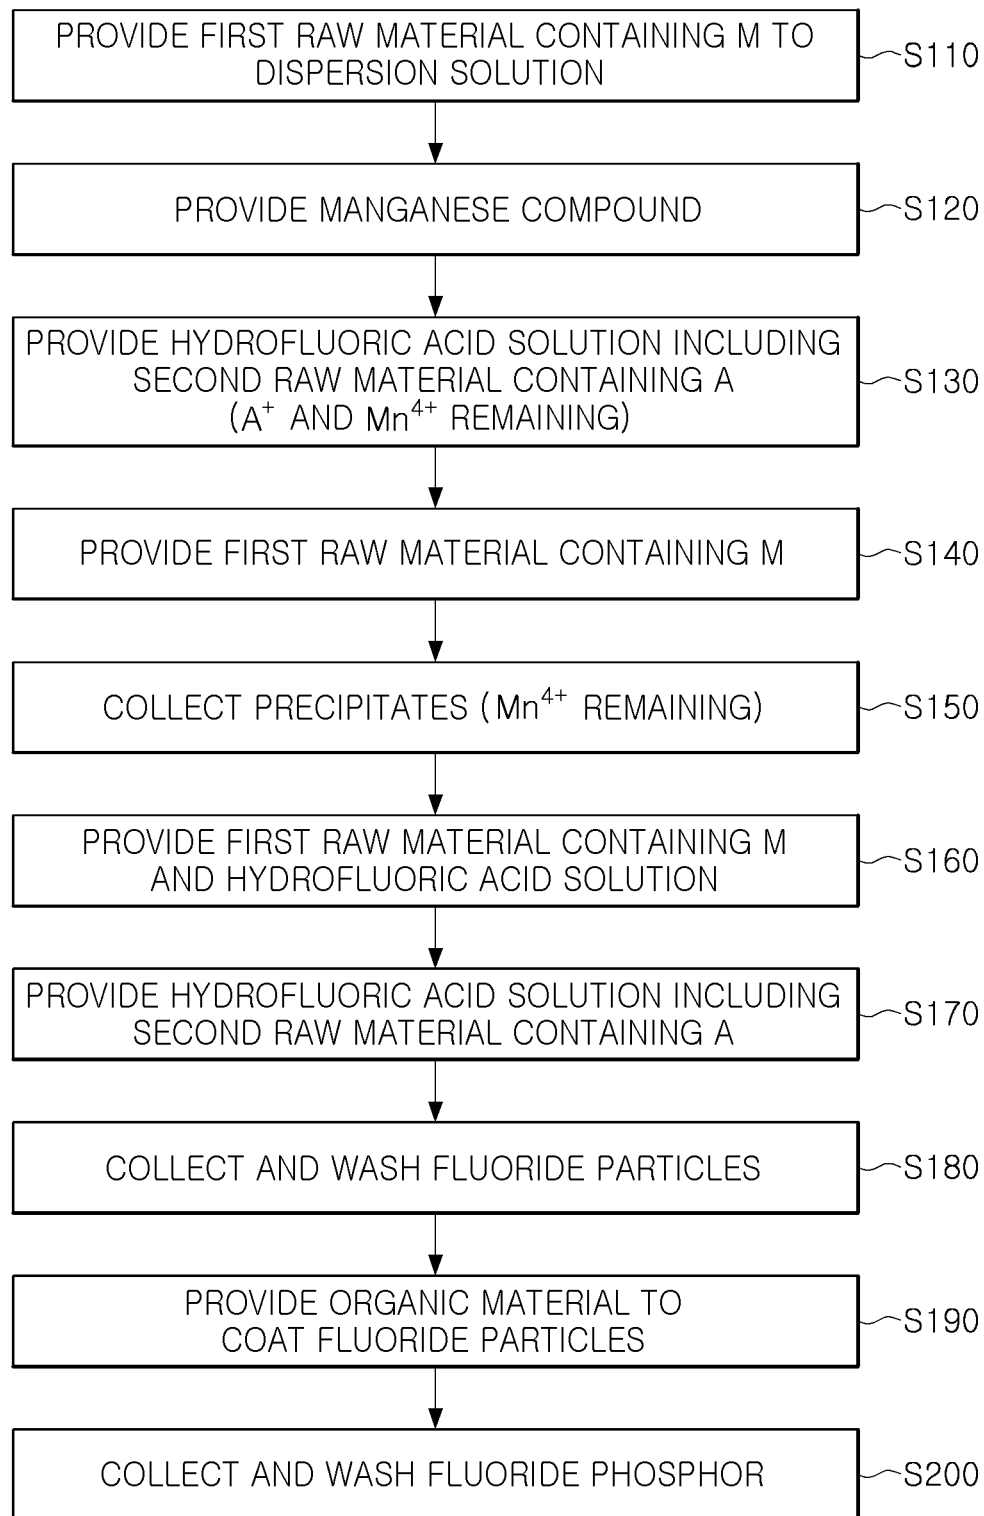 PROVIDE FIRST RAW MATERIAL CONTAINING M TO
DISPERSION SOLUTION
S110
PROVIDE MANGANESE COMPOUND
S120
PROVIDE HYDROFLUORIC ACID SOLUTION INCLUDING
SECOND RAW MATERIAL CONTAINING A
(A⁺ AND Mn⁴⁺ REMAINING)
S130
PROVIDE FIRST RAW MATERIAL CONTAINING M
S140
COLLECT PRECIPITATES (Mn⁴⁺ REMAINING)
S150
PROVIDE FIRST RAW MATERIAL CONTAINING M
AND HYDROFLUORIC ACID SOLUTION
S160
PROVIDE HYDROFLUORIC ACID SOLUTION INCLUDING
SECOND RAW MATERIAL CONTAINING A
S170
COLLECT AND WASH FLUORIDE PARTICLES
S180
PROVIDE ORGANIC MATERIAL TO
COAT FLUORIDE PARTICLES
S190
COLLECT AND WASH FLUORIDE PHOSPHOR
S200